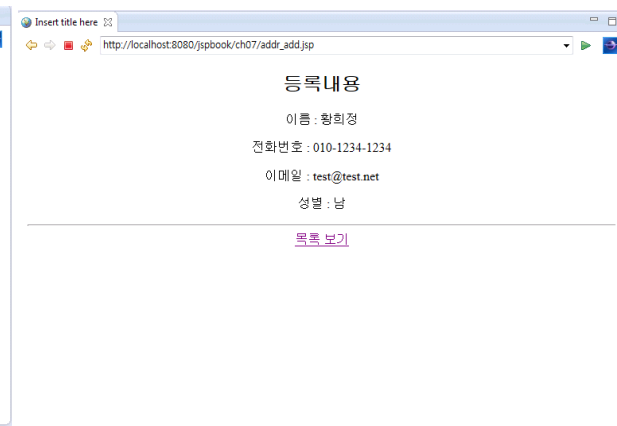 Insert title here
http://localhost:8080/jspbook/ch07/addr_add.jsp
등록내용
이름 : 황희정
전화번호 : 010-1234-1234
이메일 : test@test.net
성별 : 남
목록 보기